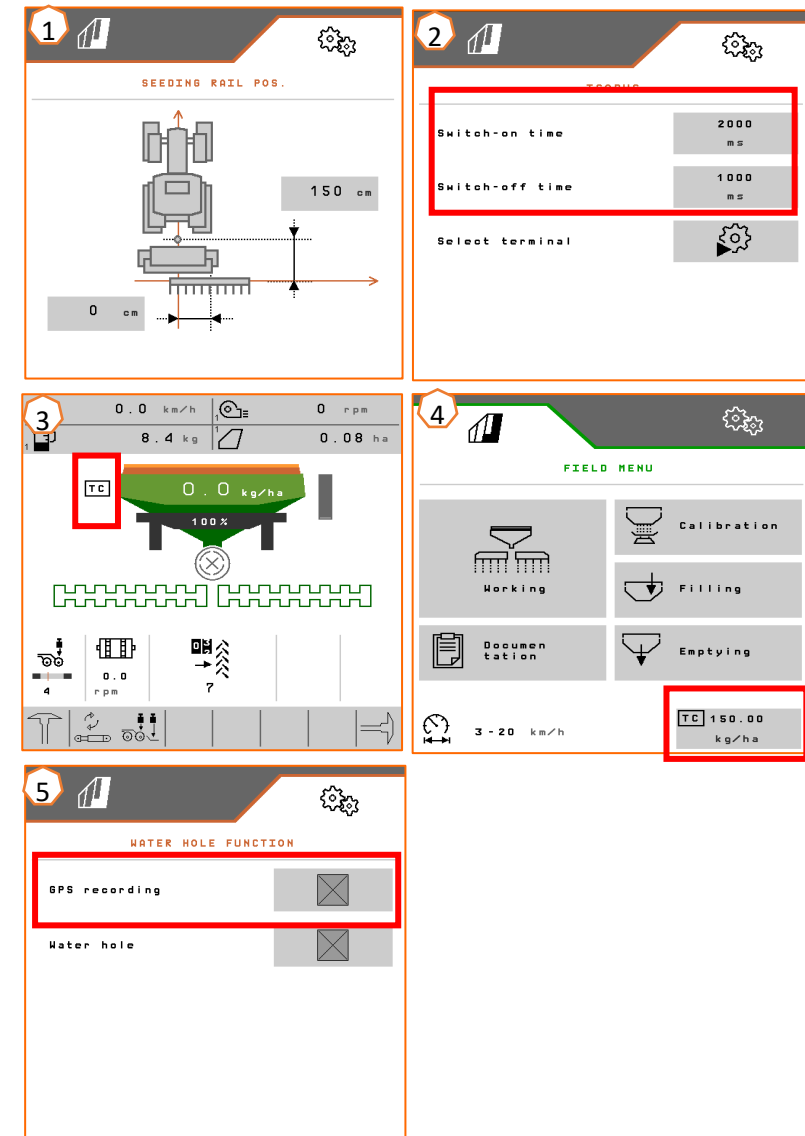 1
SEEDING RAIL POS.
150 cm
0 cm
2
Switch-on time
2000
ms
Switch-off time
1000
ms
Select terminal
3
0.0 km/h
1
0 rpm
1
8.4 kg
1
0.08 ha
TC
0.0 kg/ha
100%
4
0.0
rpm
7
4
FIELD MENU
Working
Calibration
Filling
Documen
tation
Emptying
3-20 km/h
TC 150.00
kg/ha
5
WATER HOLE FUNCTION
GPS recording
Water hole